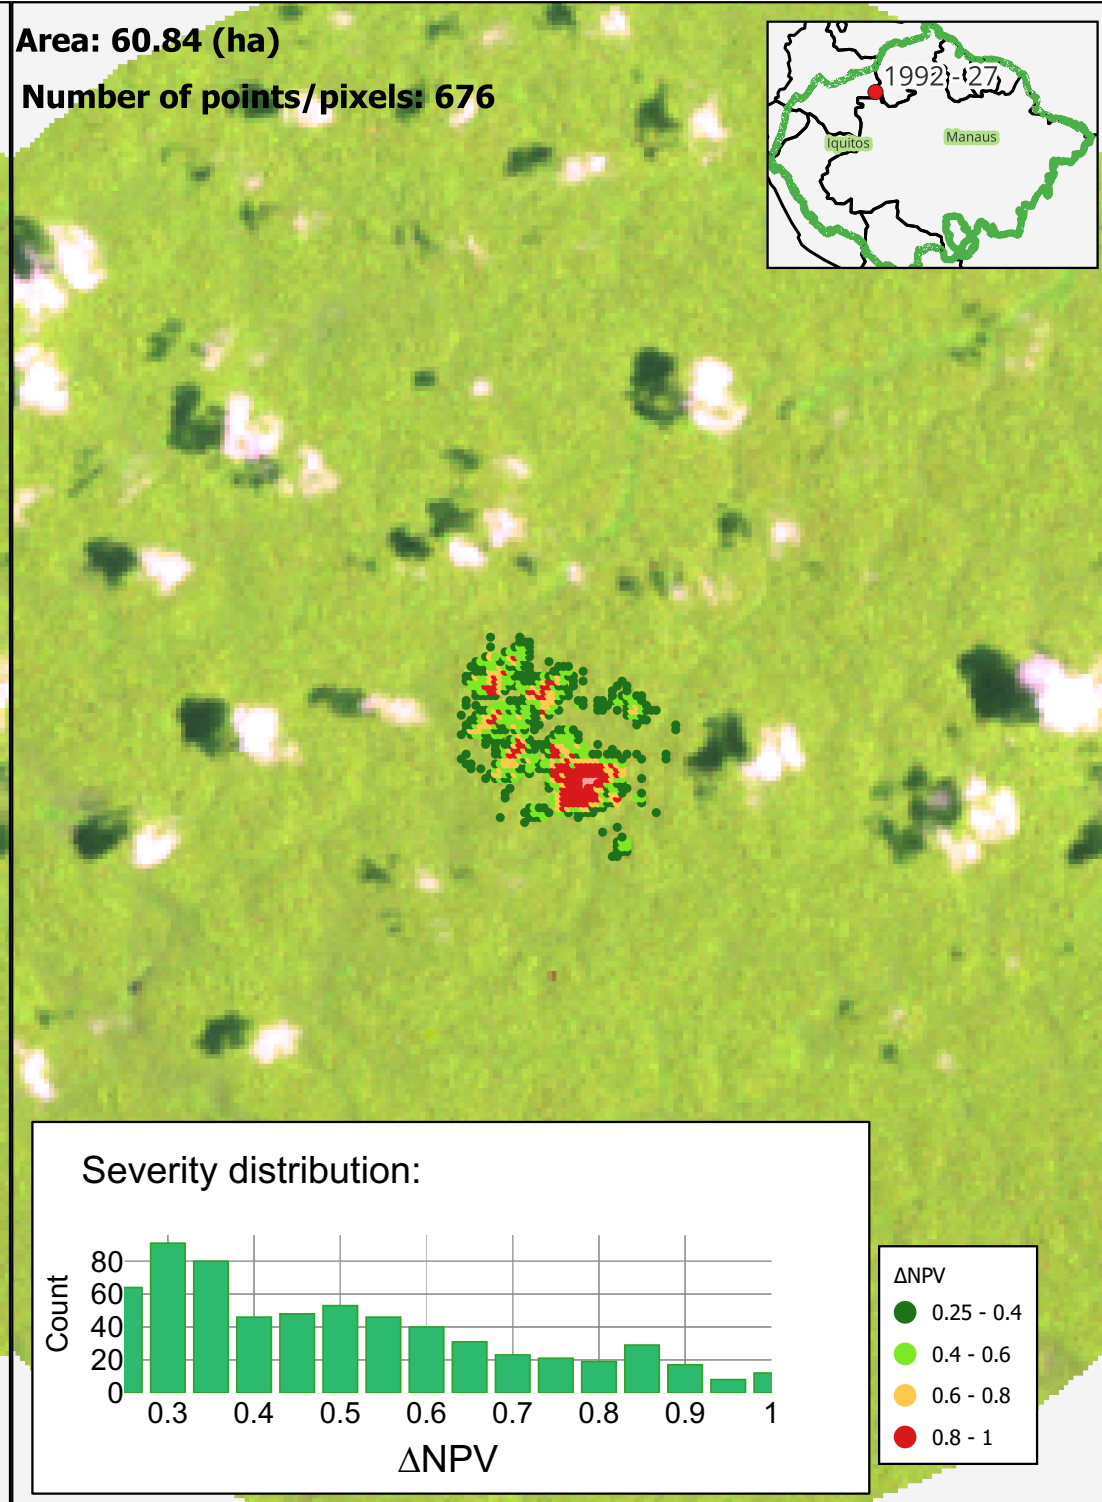 Area: 60.84 (ha)
Number of points/pixels: 676
1992 - 27
Iquitos
Manaus
Severity distribution:
Count
80
60
40
20
0
0.3 0.4 0.5 0.6 0.7 0.8 0.9 1
ΔNPV
ΔNPV
0.25 - 0.4
0.4 - 0.6
0.6 - 0.8
0.8 - 1